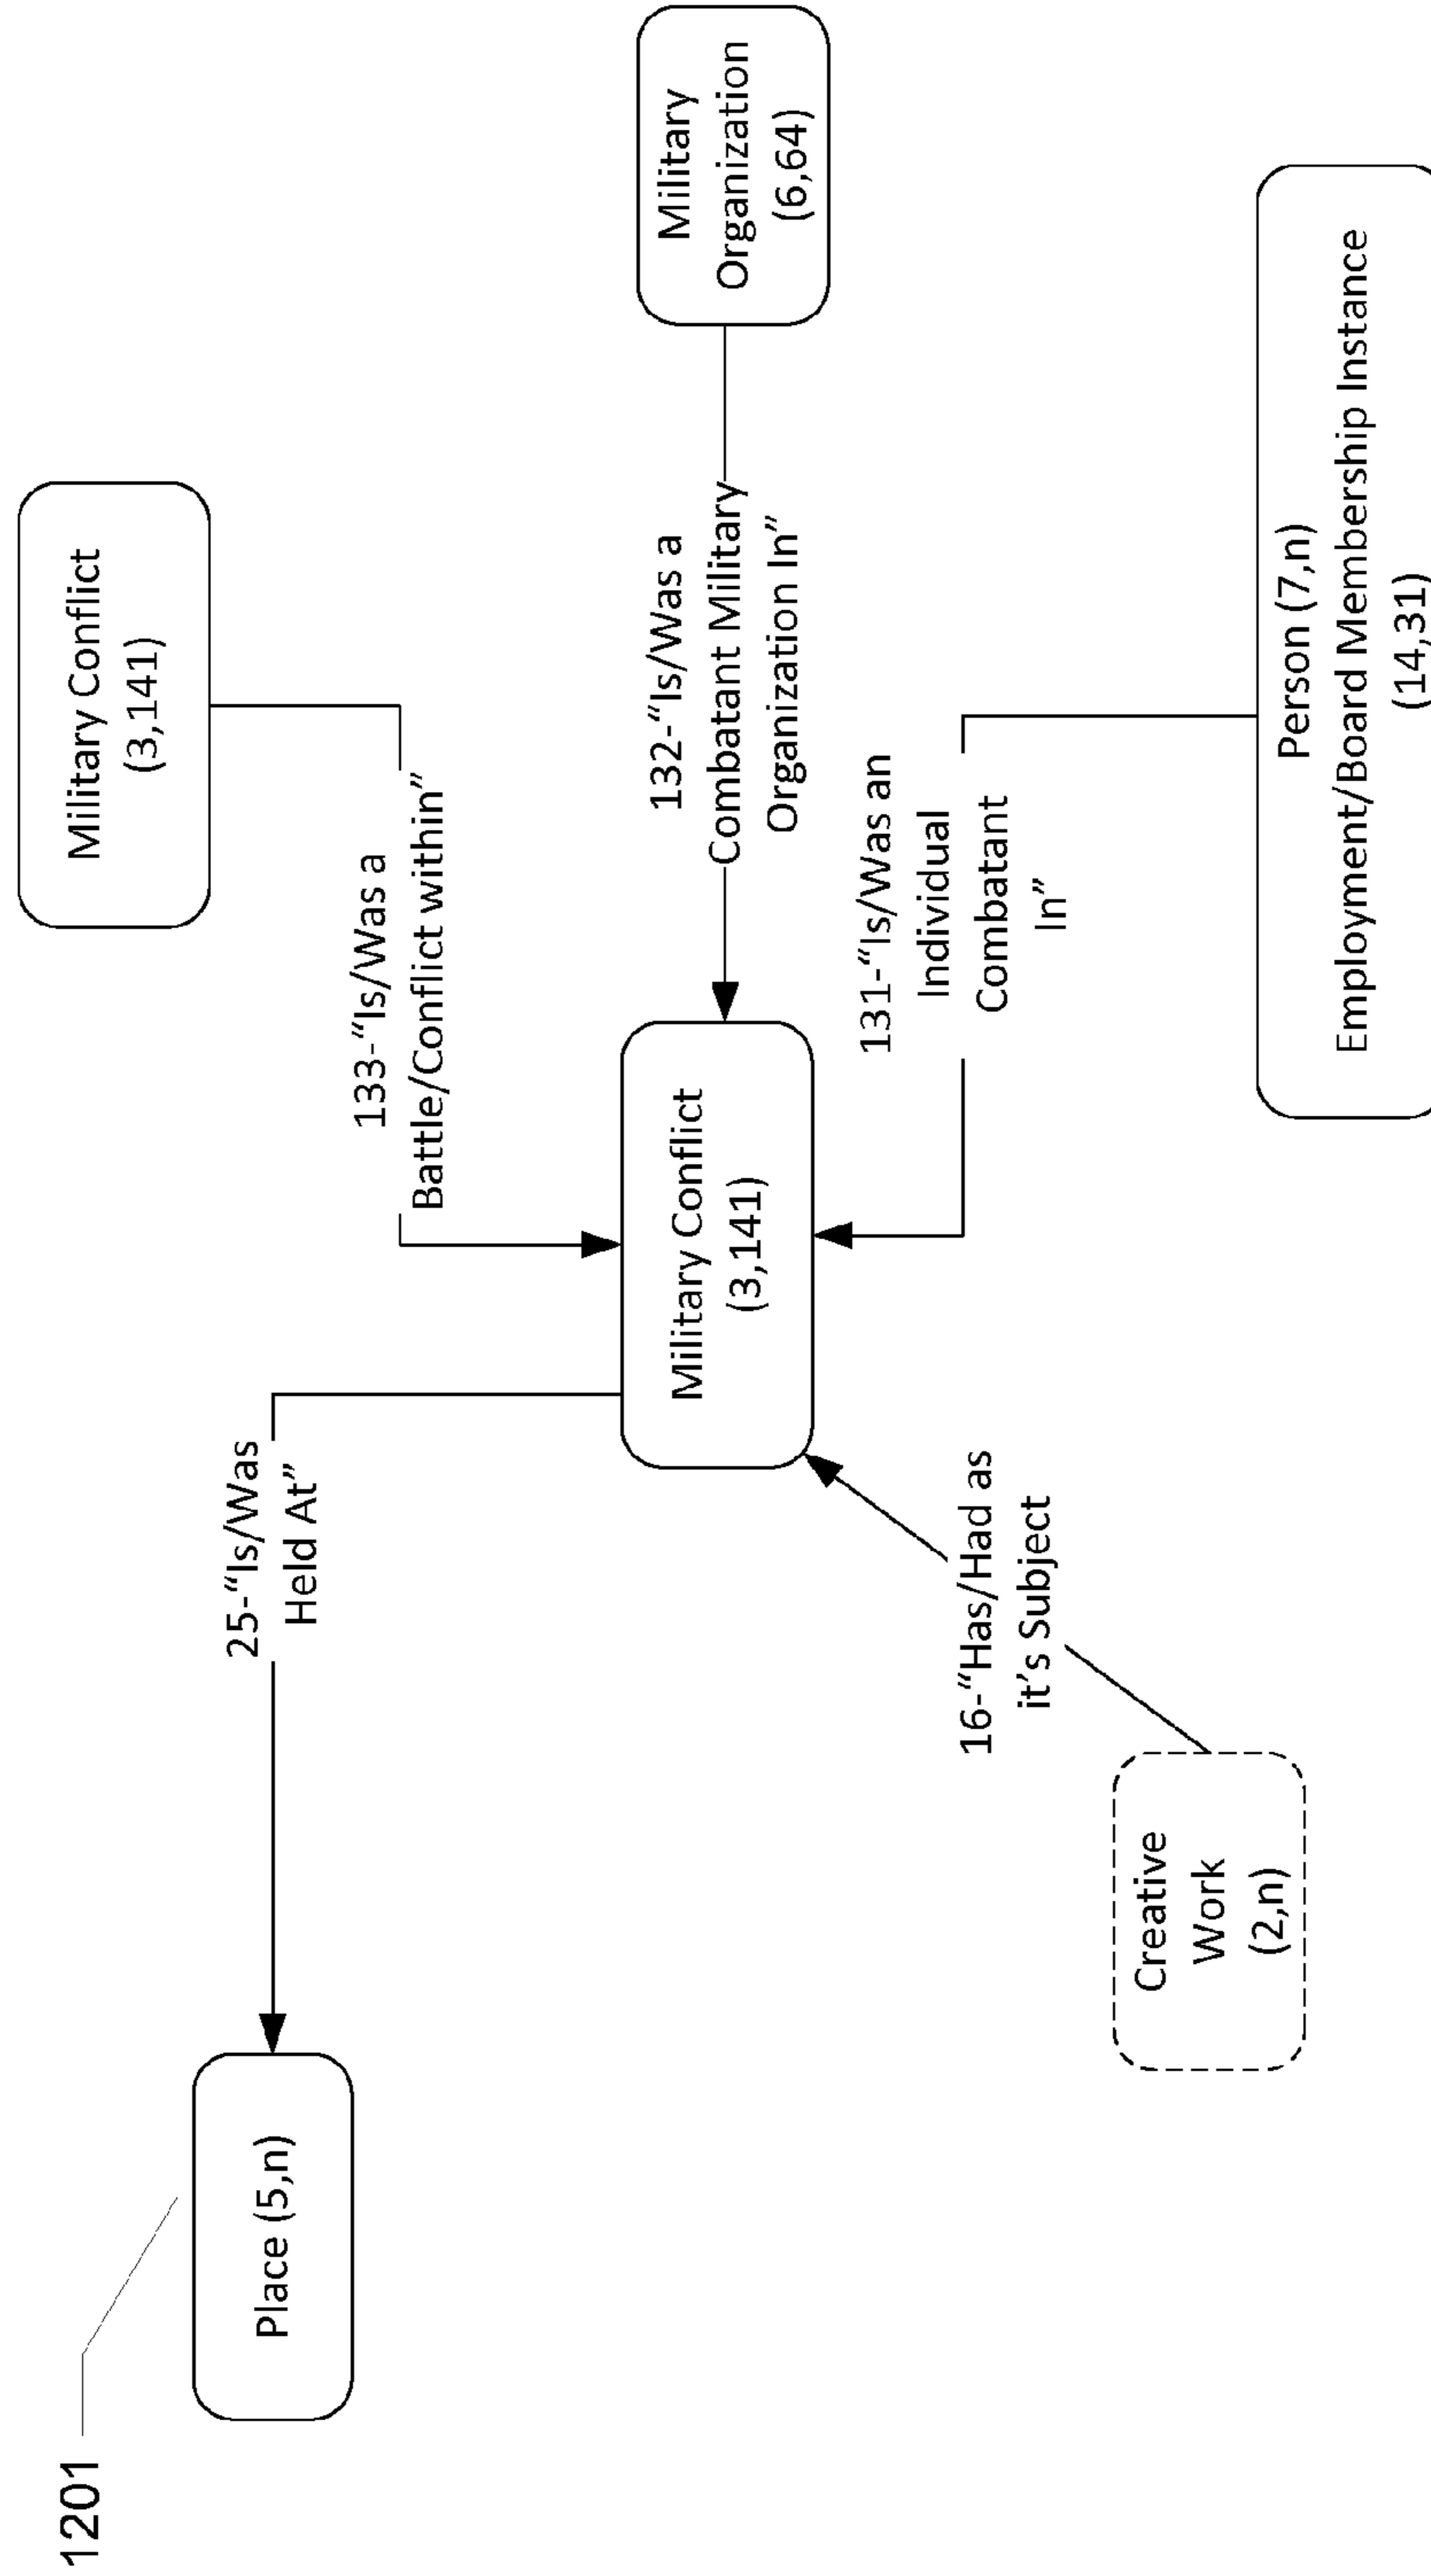 1201
Place (5,n)
25-“Is/Was
Held At”
Military Conflict
(3,141)
133-“Is/Was a
Battle/Conflict within”
Military Conflict
(3,141)
132-“Is/Was a
Combatant Military
Organization In”
Military
Organization
(6,64)
131-“Is/Was an
Individual
Combatant
In”
16-“Has/Had as
it’s Subject
Creative
Work
(2,n)
Person (7,n)
Employment/Board Membership Instance
(14,31)